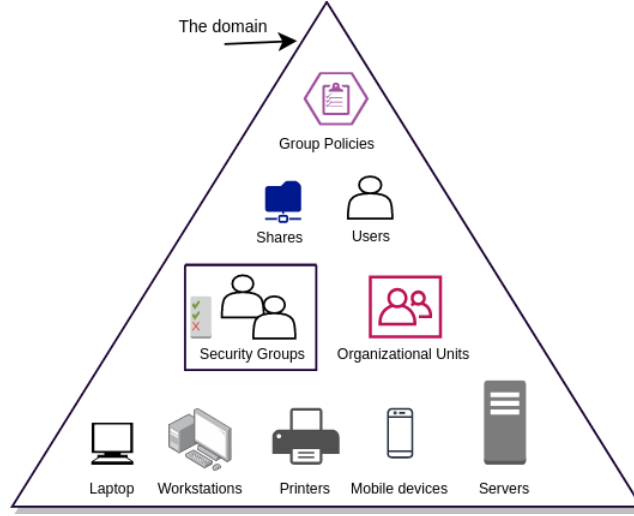 The domain
Group Policies
Shares
Users
Security Groups
Organizational Units
Laptop
Workstations
Printers
Mobile devices
Servers